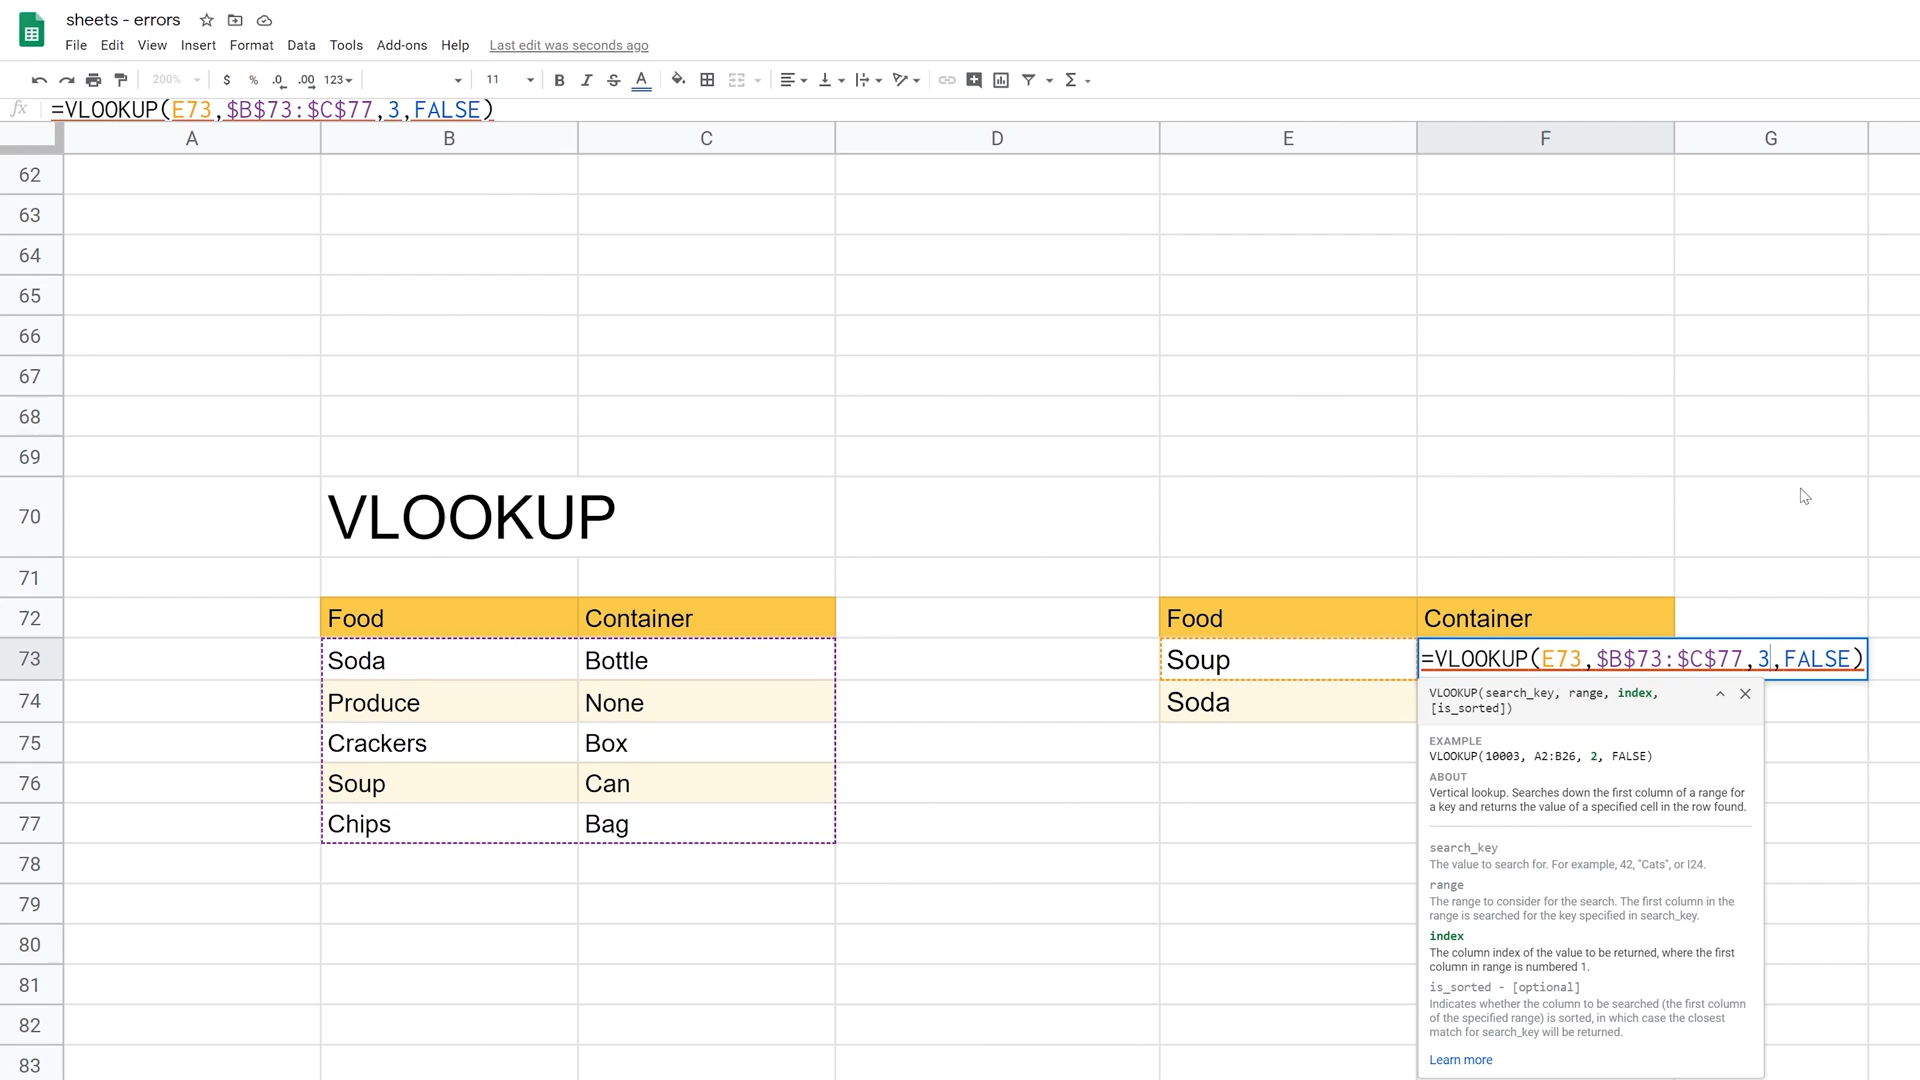 sheets - errors
File Edit View Insert Format Data Tools Add-ons Help Last edit was seconds ago
200% $ % .0 .00 123 11 B I S A
fx =VLOOKUP(E73,$B$73:$C$77,3,FALSE)
A B C D E F G
62
63
64
65
66
67
68
69
70 VLOOKUP
71
72 Food Container Food Container
73 Soda Bottle Soup =VLOOKUP(E73,$B$73:$C$77,3,FALSE)
74 Produce None Soda
75 Crackers Box
76 Soup Can
77 Chips Bag
78
79
80
81
82
83
VLOOKUP(search_key, range, index,
[is_sorted])
EXAMPLE
VLOOKUP(10003, A2:B26, 2, FALSE)
ABOUT
Vertical lookup. Searches down the first column of a range for
a key and returns the value of a specified cell in the row found.
search_key
The value to search for. For example, 42, "Cats", or I24.
range
The range to consider for the search. The first column in the
range is searched for the key specified in search_key.
index
The column index of the value to be returned, where the first
column in range is numbered 1.
is_sorted - [optional]
Indicates whether the column to be searched (the first column
of the specified range) is sorted, in which case the closest
match for search_key will be returned.
Learn more